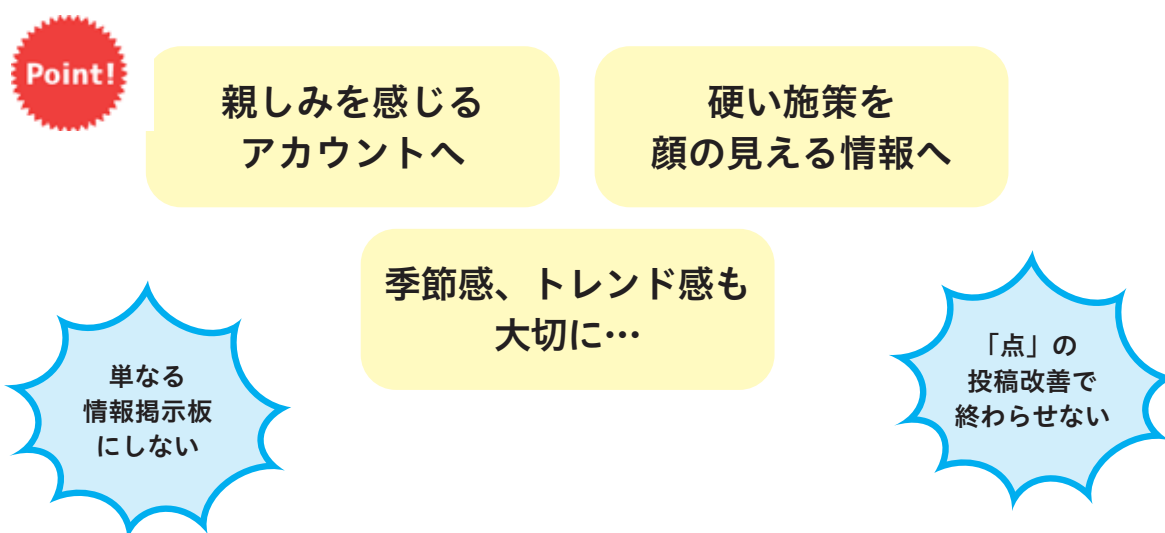 Point!
親しみを感じる
アカウントへ
硬い施策を
顔の見える情報へ
季節感、トレンド感も
大切に…
単なる
情報掲示板
にしない
「点」の
投稿改善で
終わらせない